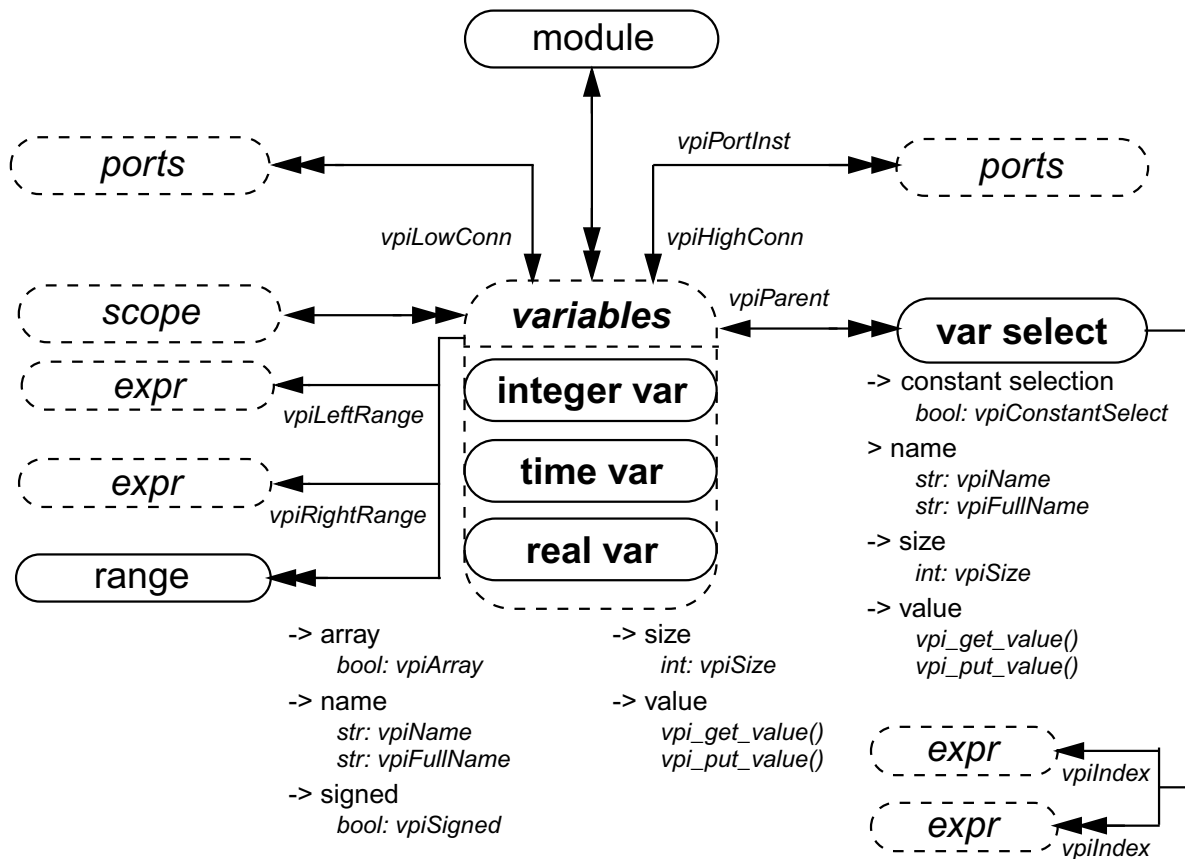 module
ports
vpiPortInst
ports
vpiLowConn
vpiHighConn
scope
variables
vpiParent
var select
expr
vpiLeftRange
integer var
-> constant selection
bool: vpiConstantSelect
expr
vpiRightRange
time var
> name
str: vpiName
str: vpiFullName
range
real var
-> size
int: vpiSize
-> value
vpi_get_value()
vpi_put_value()
-> array
bool: vpiArray
-> name
str: vpiName
str: vpiFullName
-> signed
bool: vpiSigned
-> size
int: vpiSize
-> value
vpi_get_value()
vpi_put_value()
expr
vpiIndex
expr
vpiIndex